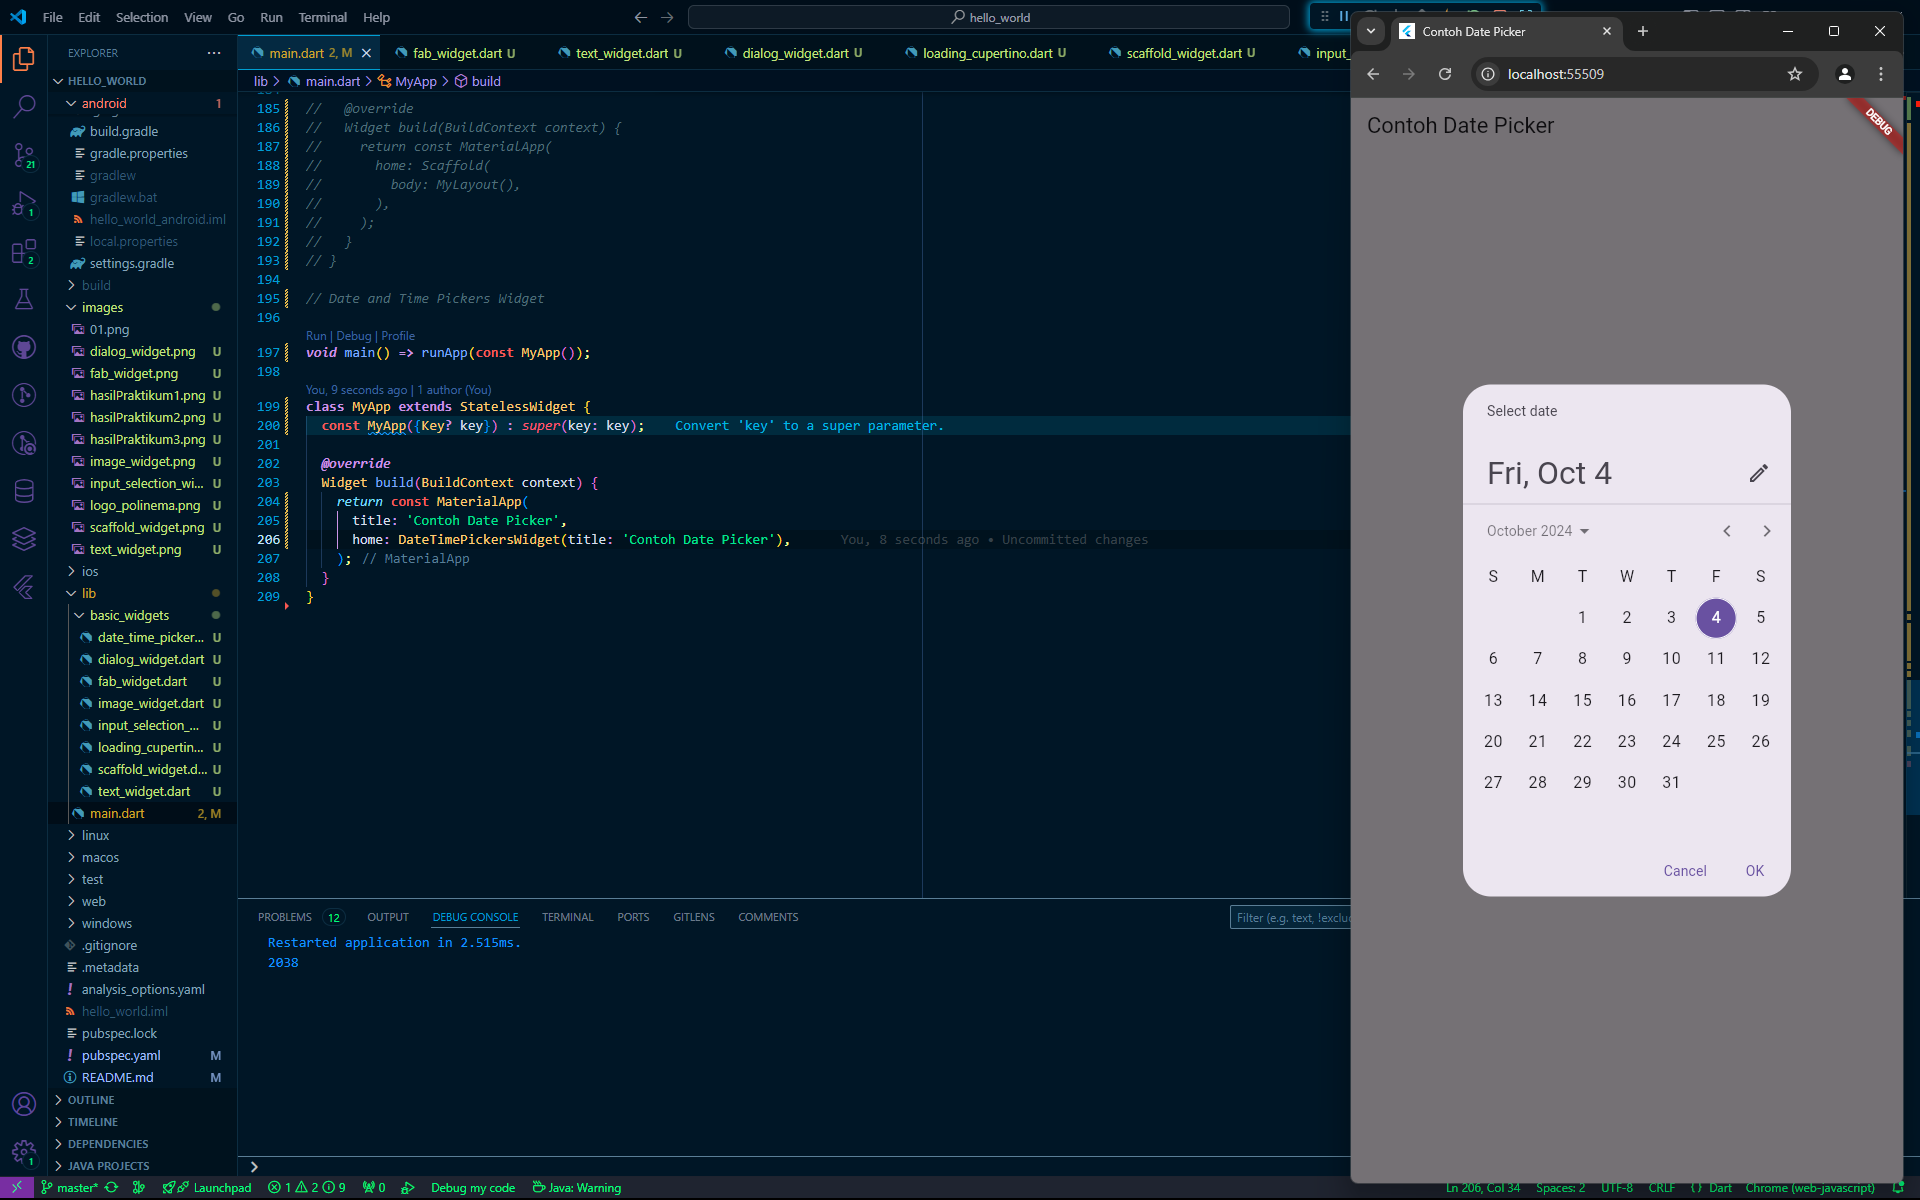 File Edit Selection View Go Run Terminal Help
hello_world
EXPLORER
HELLO_WORLD
android 1
build.gradle
gradle.properties
gradlew
gradlew.bat
hello_world_android.iml
local.properties
settings.gradle
build
images
01.png
dialog_widget.png U
fab_widget.png U
hasilPraktikum1.png U
hasilPraktikum2.png U
hasilPraktikum3.png U
image_widget.png U
input_selection_wi... U
logo_polinema.png U
scaffold_widget.png U
text_widget.png U
ios
lib
basic_widgets
date_time_picker... U
dialog_widget.dart U
fab_widget.dart U
image_widget.dart U
input_selection_... U
loading_cupertin... U
scaffold_widget.d... U
text_widget.dart U
main.dart 2, M
linux
macos
test
web
windows
.gitignore
.metadata
! analysis_options.yaml
hello_world.iml
pubspec.lock
! pubspec.yaml M
README.md M
OUTLINE
TIMELINE
DEPENDENCIES
JAVA PROJECTS
21
1
2
1
main.dart 2, M
fab_widget.dart U
text_widget.dart U
dialog_widget.dart U
loading_cupertino.dart U
scaffold_widget.dart U
input_
lib > main.dart > MyApp > build
185 //   @override
186 //   Widget build(BuildContext context) {
187 //     return const MaterialApp(
188 //       home: Scaffold(
189 //         body: MyLayout(),
190 //       ),
191 //     );
192 //   }
193 // }
194
195 // Date and Time Pickers Widget
196
Run | Debug | Profile
197 void main() => runApp(const MyApp());
198
You, 9 seconds ago | 1 author (You)
199 class MyApp extends StatelessWidget {
200   const MyApp({Key? key}) : super(key: key);    Convert 'key' to a super parameter.
201
202   @override
203   Widget build(BuildContext context) {
204     return const MaterialApp(
205       title: 'Contoh Date Picker',
206       home: DateTimePickersWidget(title: 'Contoh Date Picker'),    You, 8 seconds ago • Uncommitted changes
207     ); // MaterialApp
208   }
209 }
PROBLEMS 12 OUTPUT DEBUG CONSOLE TERMINAL PORTS GITLENS COMMENTS
Filter (e.g. text, !exclu
Restarted application in 2.515ms.
2038
master* Launchpad 1 2 9 0 Debug my code Java: Warning
Ln 206, Col 34 Spaces: 2 UTF-8 CRLF {} Dart Chrome (web-javascript)
Contoh Date Picker
localhost:55509
Contoh Date Picker
DEBUG
Select date
Fri, Oct 4
October 2024
S M T W T F S
1 2 3 4 5
6 7 8 9 10 11 12
13 14 15 16 17 18 19
20 21 22 23 24 25 26
27 28 29 30 31
Cancel OK